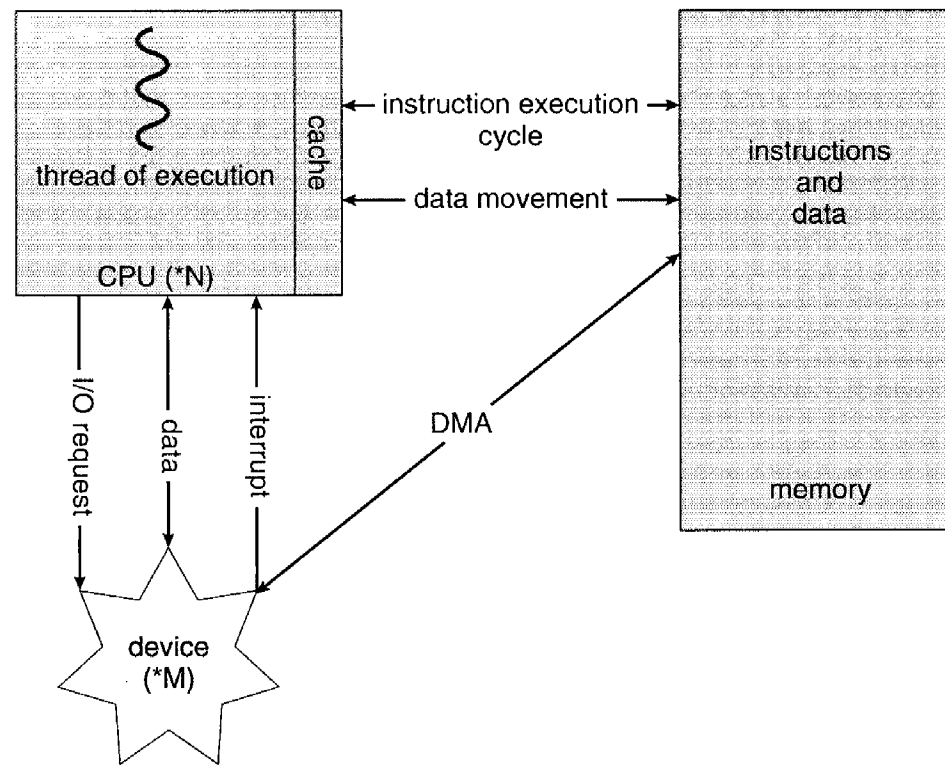 thread of execution
CPU (*N)
cache
instruction execution
cycle
data movement
instructions
and
data
memory
I/O request
data
interrupt
DMA
device
(*M)